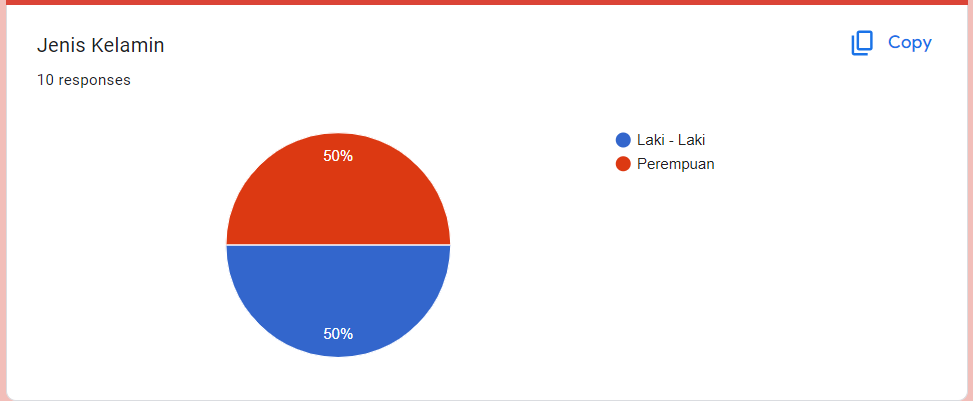 Jenis Kelamin
Copy
10 responses
50%
50%
Laki - Laki
Perempuan